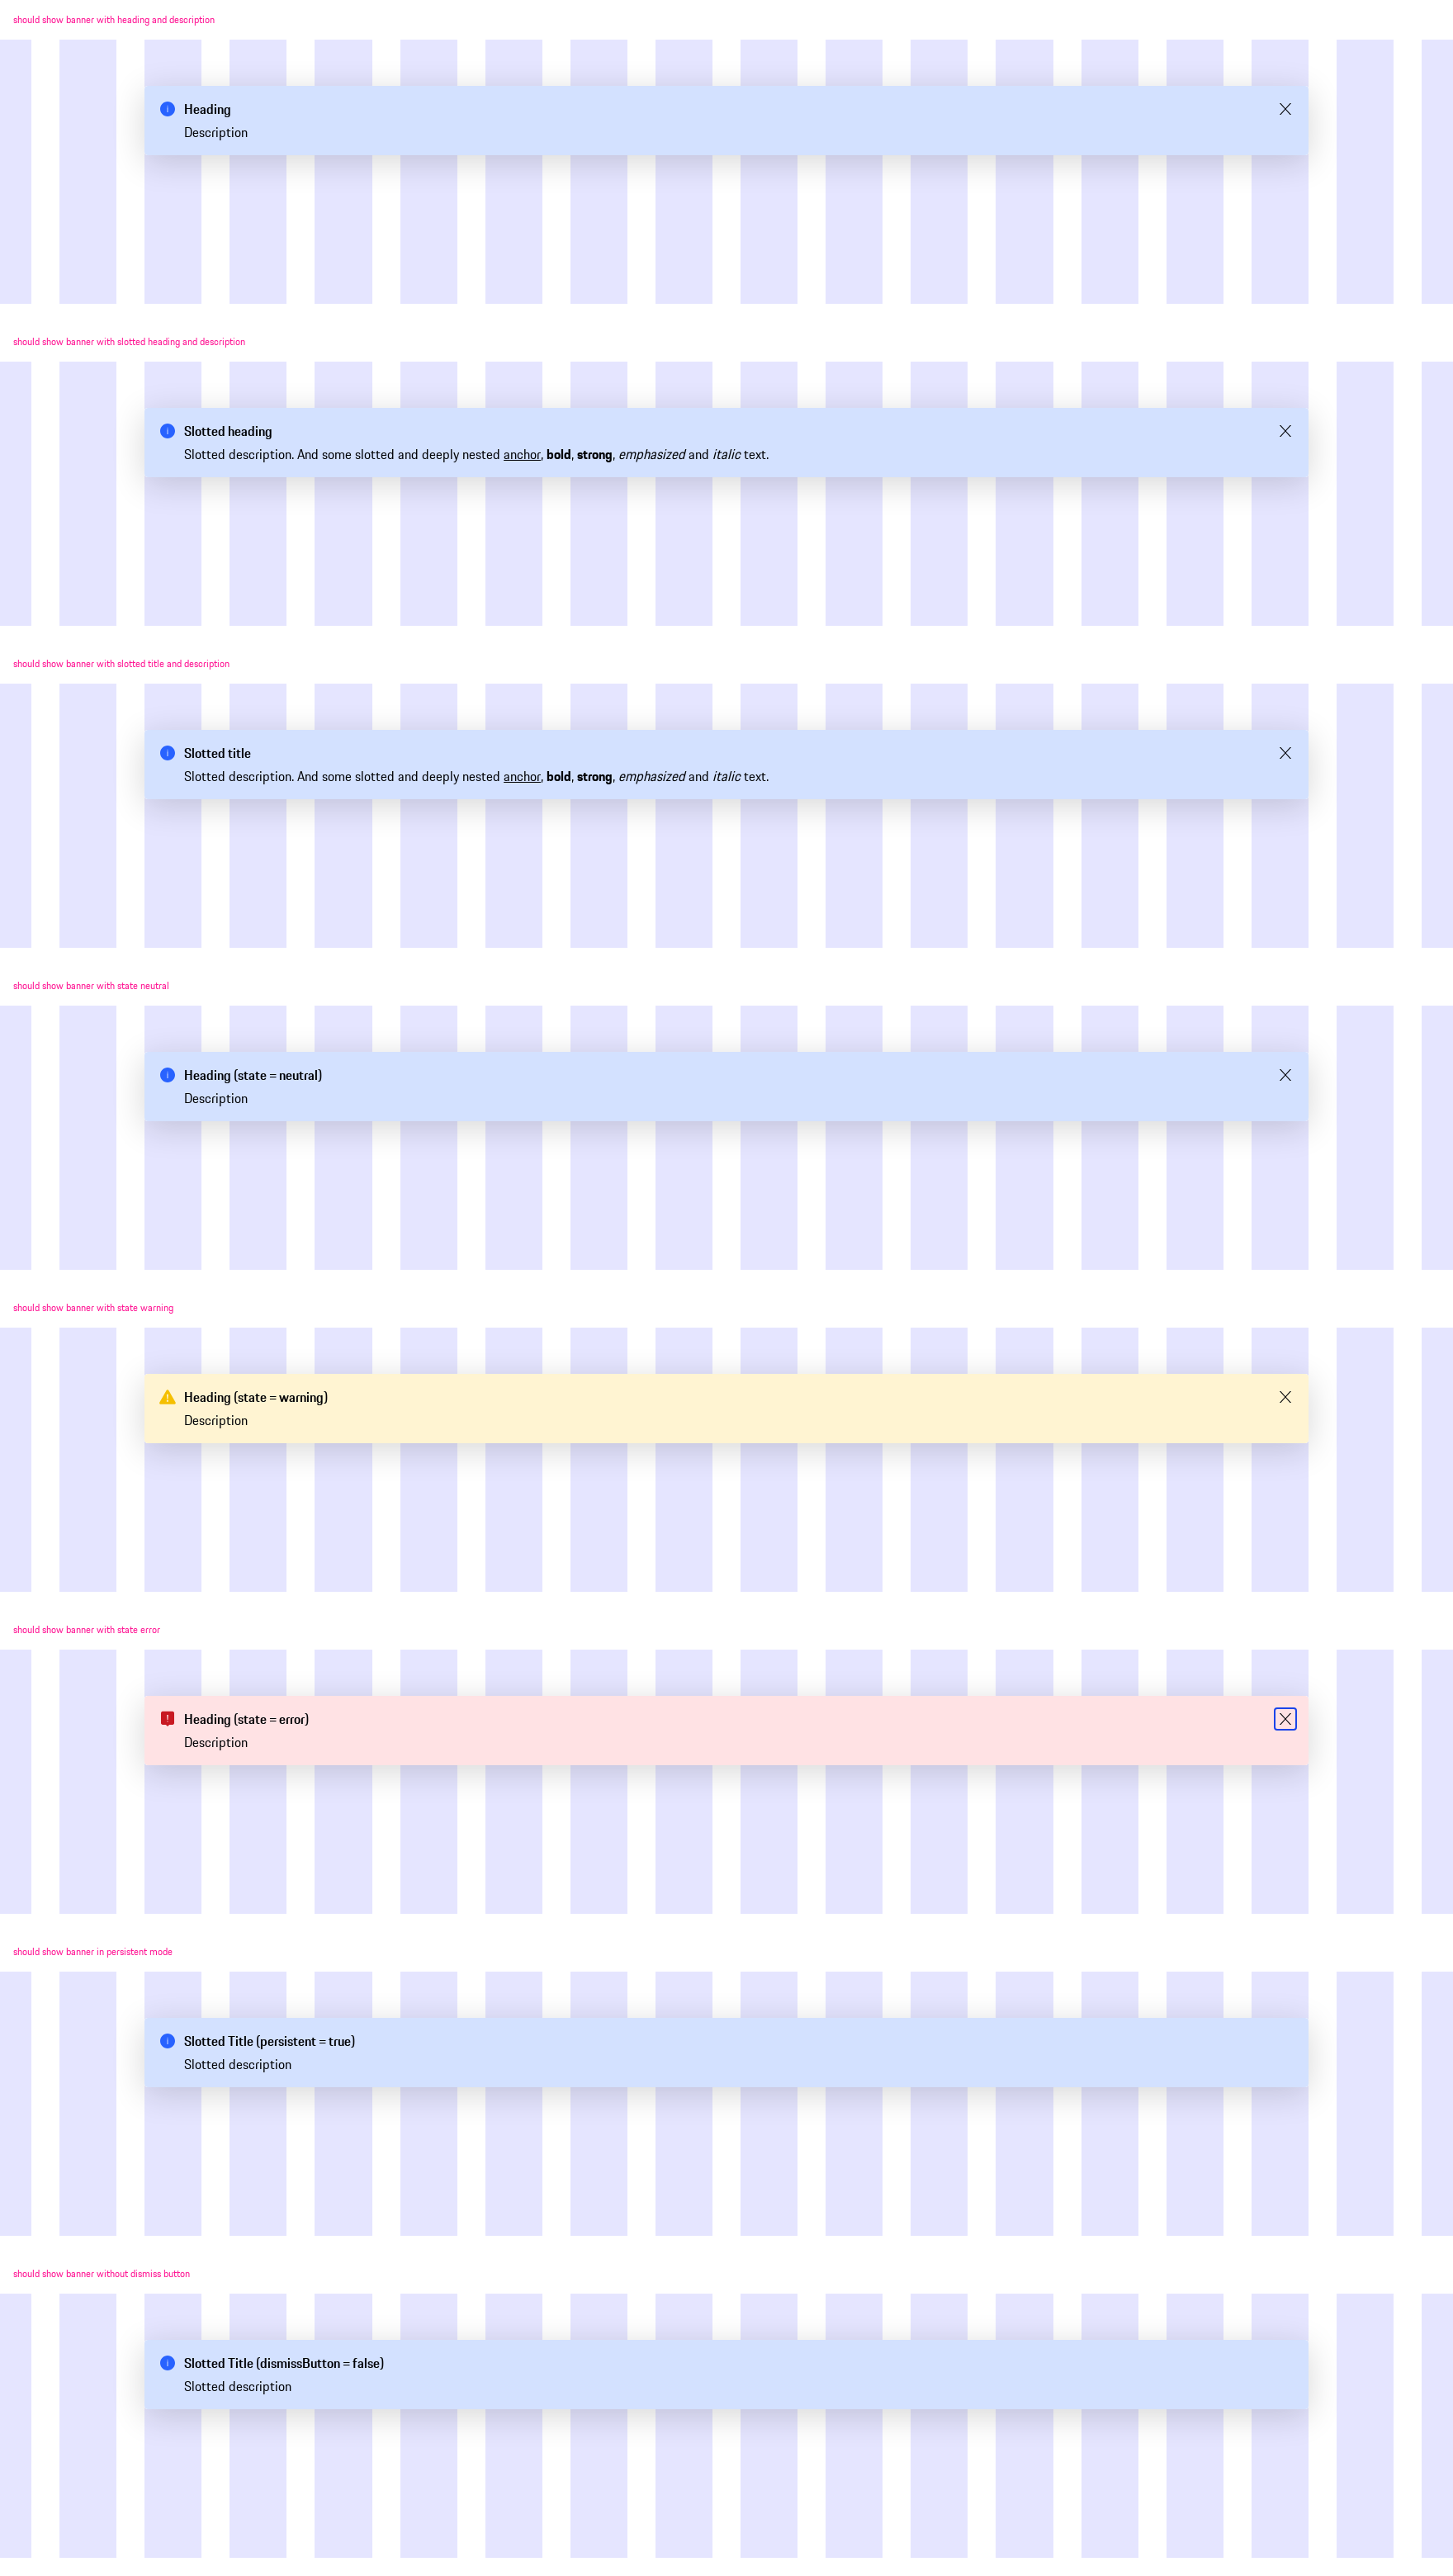 should show banner with heading and description
Heading
Description
should show banner with slotted heading and description
Slotted heading
Slotted description. And some slotted and deeply nested anchor, bold, strong, emphasized and italic text.
should show banner with slotted title and description
Slotted title
Slotted description. And some slotted and deeply nested anchor, bold, strong, emphasized and italic text.
should show banner with state neutral
Heading (state = neutral)
Description
should show banner with state warning
Heading (state = warning)
Description
should show banner with state error
Heading (state = error)
Description
should show banner in persistent mode
Slotted Title (persistent = true)
Slotted description
should show banner without dismiss button
Slotted Title (dismissButton = false)
Slotted description